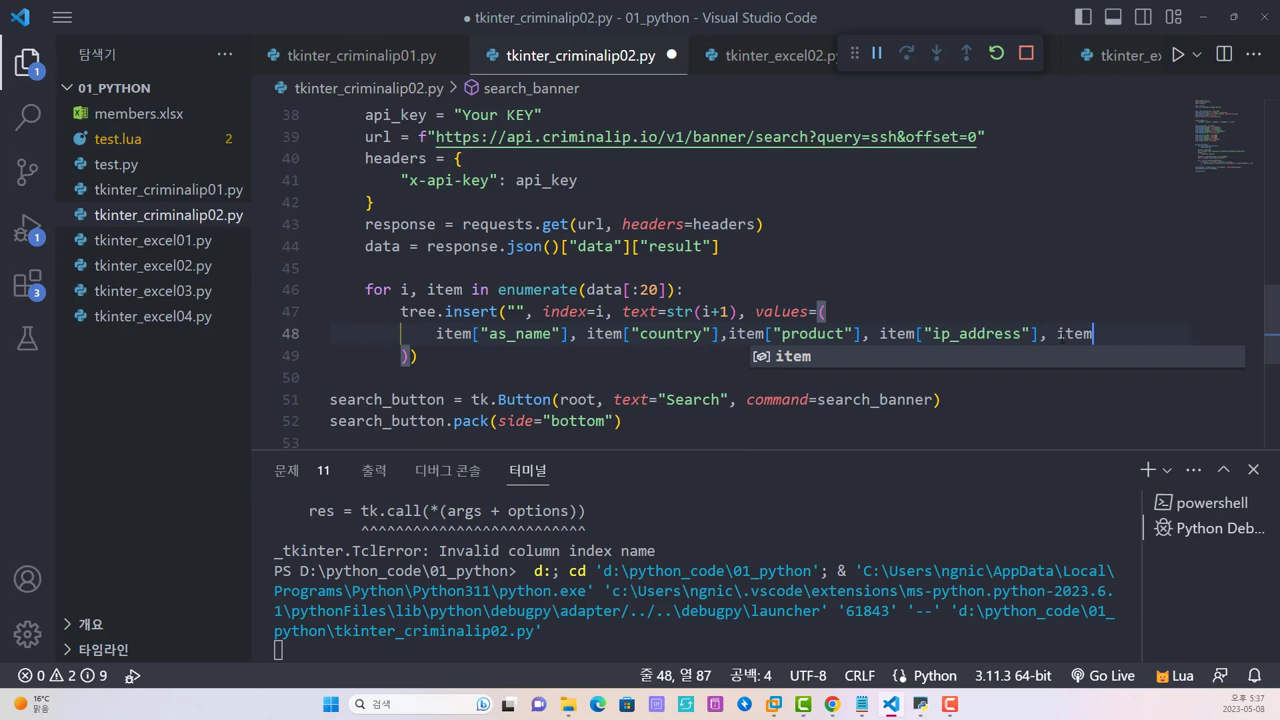 tkinter_criminalip02.py - 01_python - Visual Studio Code
탐색기
tkinter_criminalip01.py
tkinter_criminalip02.py
tkinter_excel02.py
tkinter_ex
01_PYTHON
members.xlsx
test.lua 2
test.py
tkinter_criminalip01.py
tkinter_criminalip02.py
tkinter_excel01.py
tkinter_excel02.py
tkinter_excel03.py
tkinter_excel04.py
개요
타임라인
1
1
3
tkinter_criminalip02.py > search_banner
38 api_key = "Your KEY"
39 url = f"https://api.criminalip.io/v1/banner/search?query=ssh&offset=0"
40 headers = {
41 "x-api-key": api_key
42 }
43 response = requests.get(url, headers=headers)
44 data = response.json()["data"]["result"]
45
46 for i, item in enumerate(data[:20]):
47 tree.insert("", index=i, text=str(i+1), values=(
48 item["as_name"], item["country"],item["product"], item["ip_address"], item
49 ))
item
50
51 search_button = tk.Button(root, text="Search", command=search_banner)
52 search_button.pack(side="bottom")
53
문제 11 출력 디버그 콘솔 터미널
res = tk.call(*(args + options))
^^^^^^^^^^^^^^^^^^^^^^^^^^
_tkinter.TclError: Invalid column index name
PS D:\python_code\01_python> d:; cd 'd:\python_code\01_python'; & 'C:\Users\ngnic\AppData\Local\
Programs\Python\Python311\python.exe' 'c:\Users\ngnic\.vscode\extensions\ms-python.python-2023.6.
1\pythonFiles\lib\python\debugpy\adapter/../..\debugpy\launcher' '61843' '--' 'd:\python_code\01_
python\tkinter_criminalip02.py'
powershell
Python Deb...
0 2 9
줄 48, 열 87 공백: 4 UTF-8 CRLF Python 3.11.3 64-bit Go Live Lua
16°C
맑음
검색
오후 5:37
2023-05-08